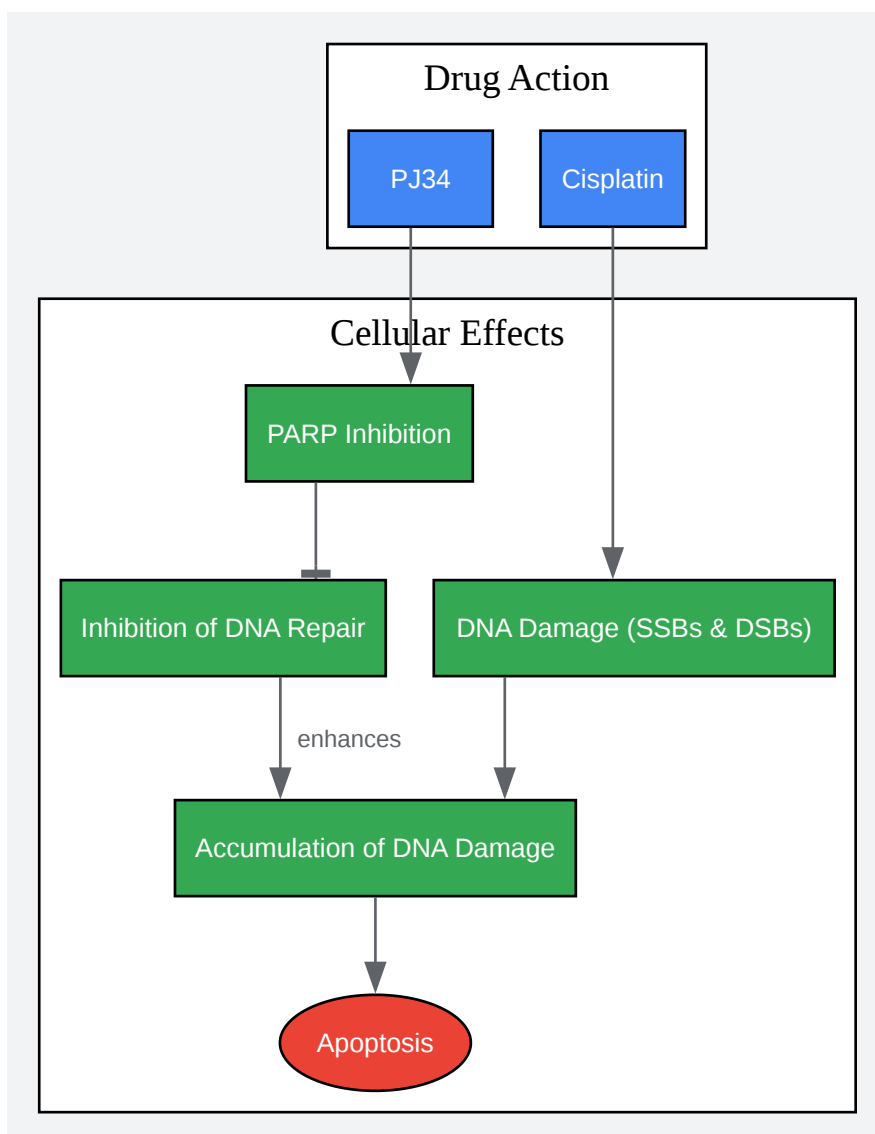 Drug Action
PJ34
Cisplatin
Cellular Effects
PARP Inhibition
Inhibition of DNA Repair
DNA Damage (SSBs & DSBs)
enhances
Accumulation of DNA Damage
Apoptosis